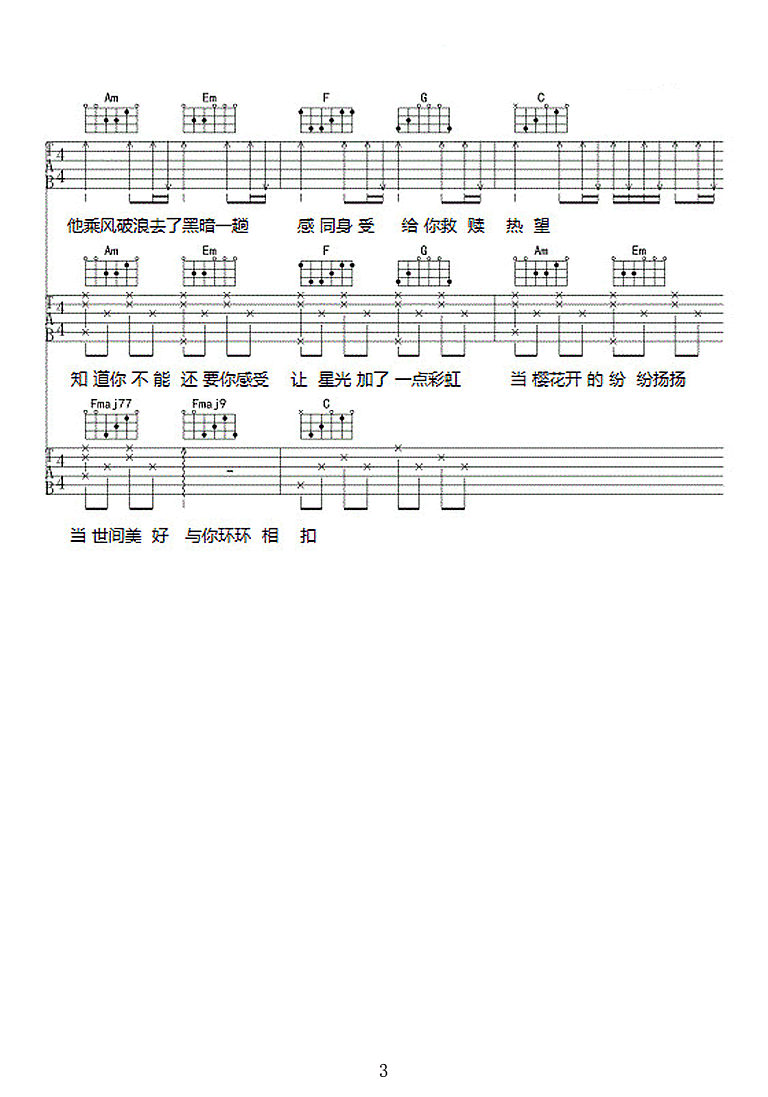 Am Em F G C
T A B 4 4
他乘风破浪去了黑暗一趟 感同身受 给你救赎 热望
Am Em F G Am Em
T A B 4 4
知道你不能还要你感受 让星光加了一点彩虹 当樱花开的纷纷扬扬
Fmaj77 Fmaj9 C
T A B 4 4
当世间美好 与你环环相扣
3